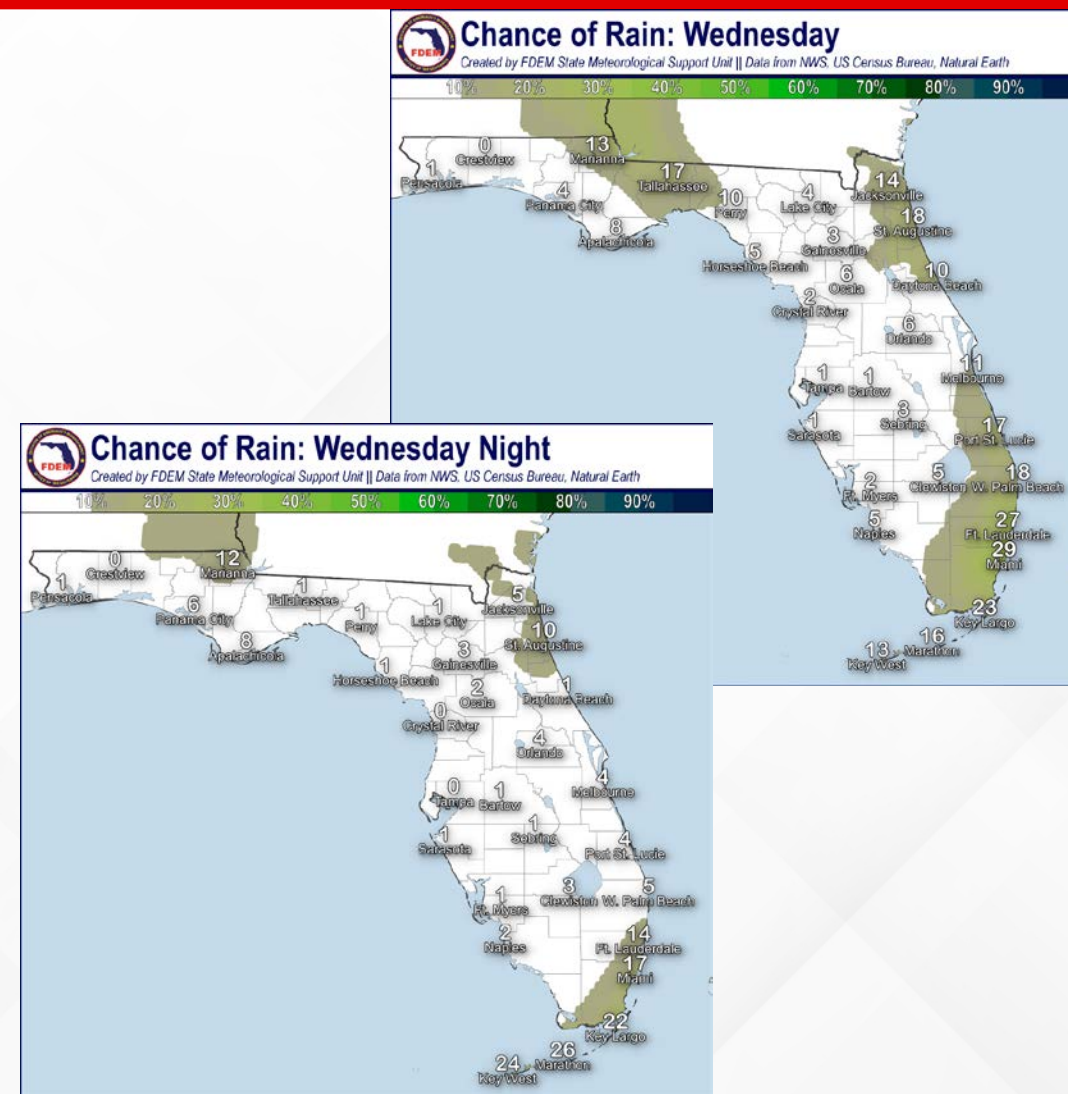 FDEM
Chance of Rain: Wednesday
Created by FDEM State Meteorological Support Unit || Data from NWS, US Census Bureau, Natural Earth
10% 20% 30% 40% 50% 60% 70% 80% 90%
0
Crestview
1
Pensacola
13
Marianna
4
Panama City
8
Apalachicola
17
Tallahassee
10
Perry
4
Lake City
14
Jacksonville
18
St. Augustine
3
Gainesville
5
Horseshoe Beach
6
Ocala
10
Daytona Beach
2
Crystal River
6
Orlando
11
Melbourne
1
Tampa
1
Bartow
1
Sarasota
3
Sebring
17
Port St. Lucie
2
Ft. Myers
5
Clewiston
18
W. Palm Beach
5
Naples
27
Ft. Lauderdale
29
Miami
23
Key Largo
16
Marathon
13
Key West
FDEM
Chance of Rain: Wednesday Night
Created by FDEM State Meteorological Support Unit || Data from NWS, US Census Bureau, Natural Earth
10% 20% 30% 40% 50% 60% 70% 80% 90%
0
Crestview
1
Pensacola
12
Marianna
6
Panama City
8
Apalachicola
1
Tallahassee
1
Perry
1
Lake City
5
Jacksonville
10
St. Augustine
3
Gainesville
1
Horseshoe Beach
2
Ocala
1
Daytona Beach
0
Crystal River
4
Orlando
4
Melbourne
0
Tampa
1
Bartow
1
Sarasota
1
Sebring
4
Port St. Lucie
1
Ft. Myers
3
Clewiston
5
W. Palm Beach
2
Naples
14
Ft. Lauderdale
17
Miami
22
Key Largo
26
Marathon
24
Key West